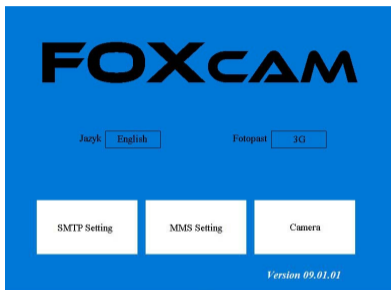 FOXCAM
Jazyk English Fotopast 3G
SMTP Setting MMS Setting Camera
Version 09.01.01